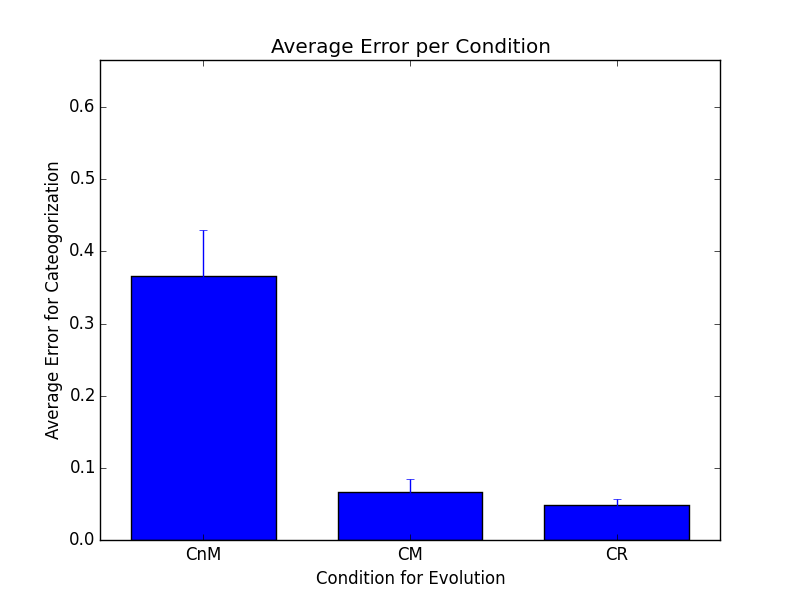 Average Error per Condition
0.6
0.5
0.4
0.3
0.2
0.1
0.0
Average Error for Cateogorization
CnM CM CR
Condition for Evolution